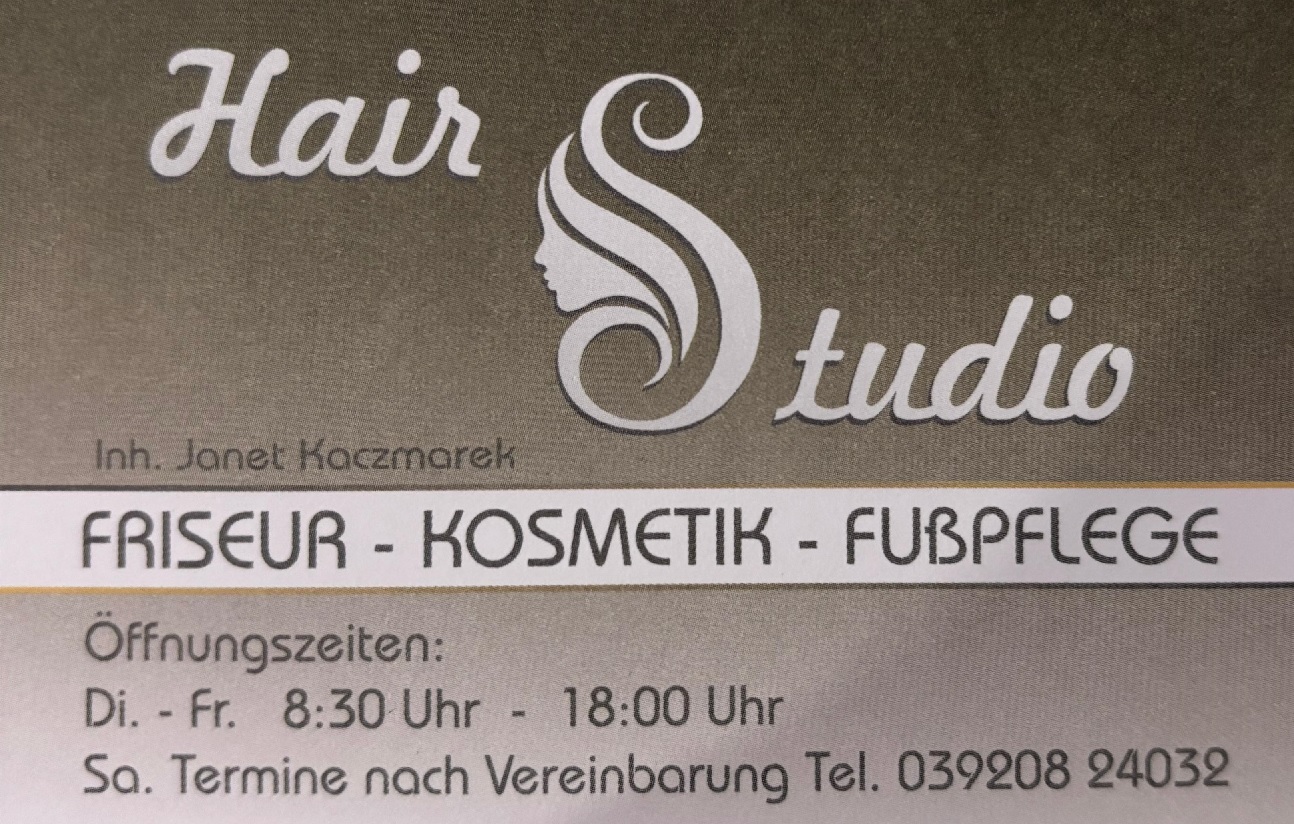 Hair Studio
Inh. Janet Kaczmarek
FRISEUR - KOSMETIK - FUßPFLEGE
Öffnungszeiten:
Di. - Fr. 8:30 Uhr - 18:00 Uhr
Sa. Termine nach Vereinbarung Tel. 039208 24032